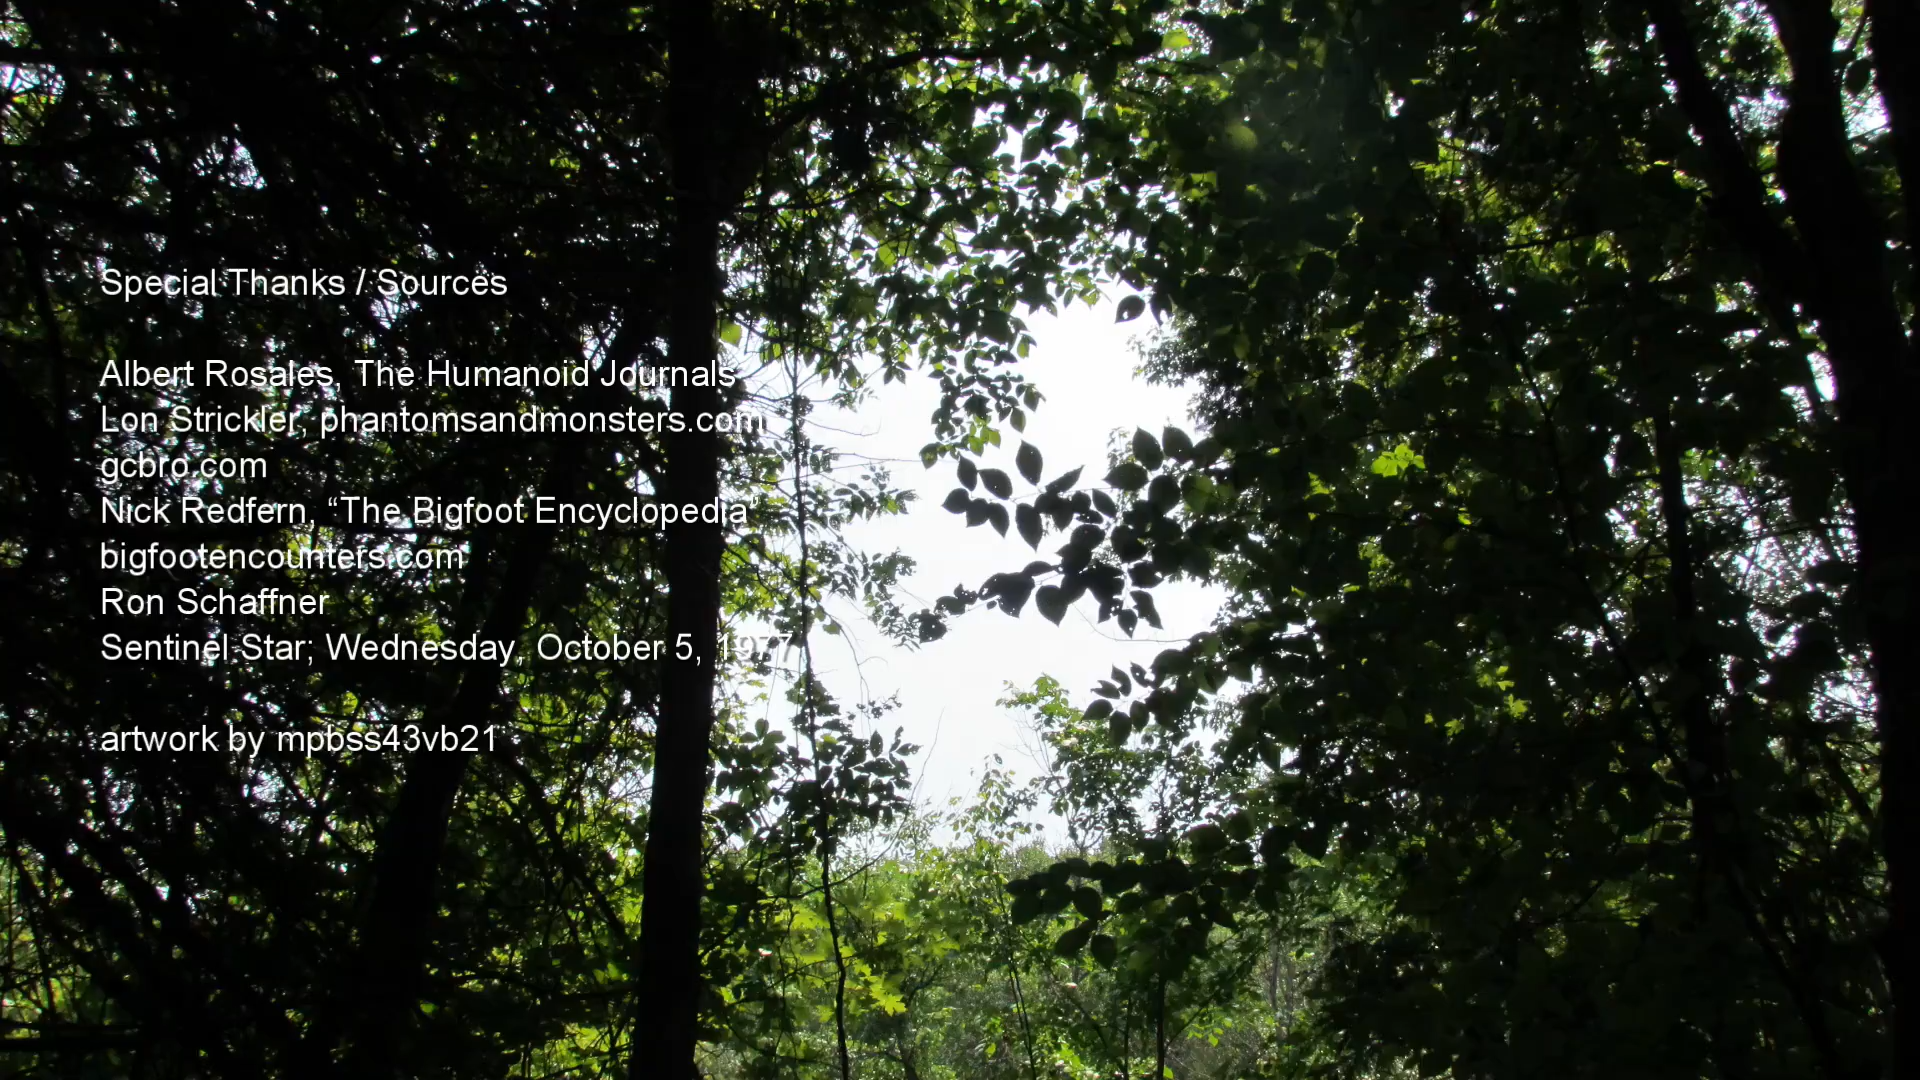 Special Thanks / Sources
Albert Rosales, The Humanoid Journals
Lon Strickler, phantomsandmonsters.com
gcbro.com
Nick Redfern, “The Bigfoot Encyclopedia”
bigfootencounters.com
Ron Schaffner
Sentinel Star; Wednesday, October 5, 1977
artwork by mpbss43vb21